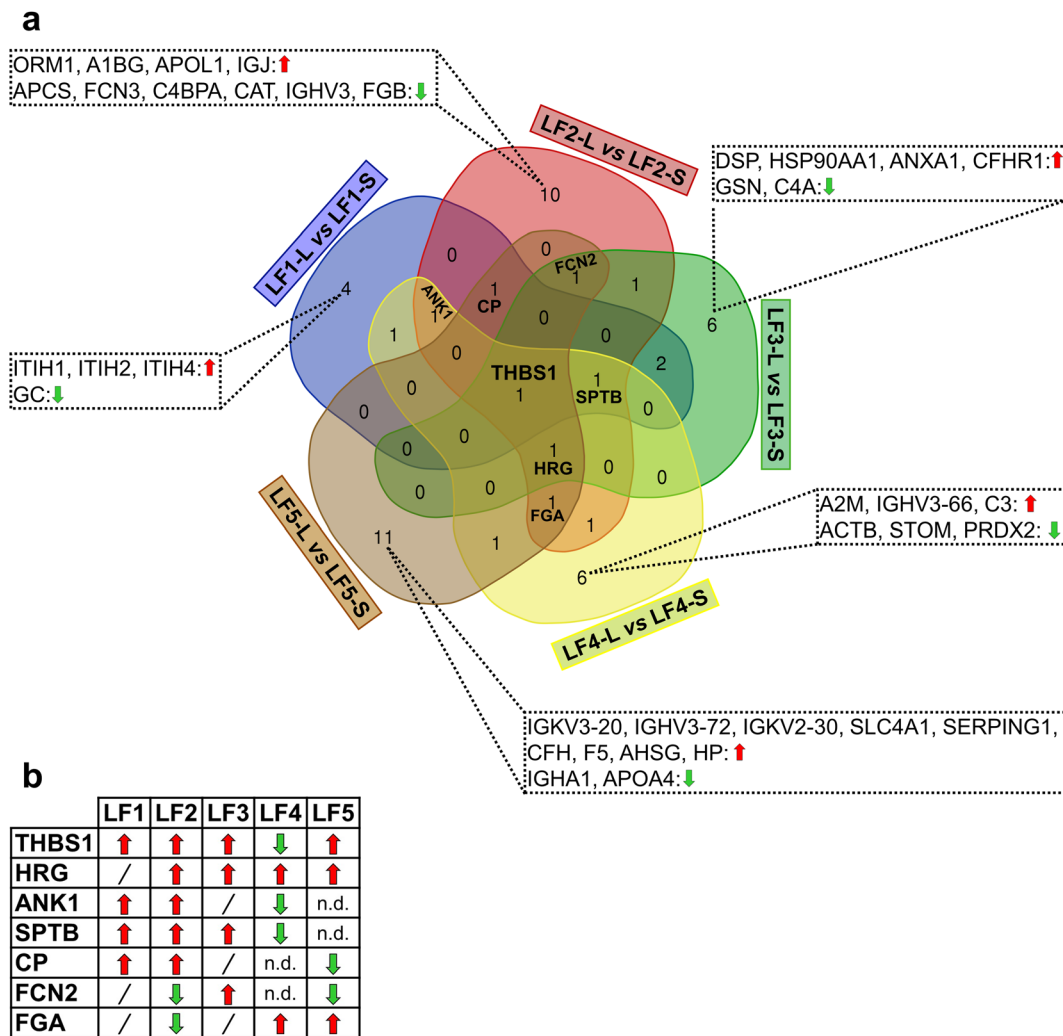 a
ORM1, A1BG, APOL1, IGJ:
APCS, FCN3, C4BPA, CAT, IGHV3, FGB:
LF2-L vs LF2-S
DSP, HSP90AA1, ANXA1, CFHR1:
GSN, C4A:
LF1-L vs LF1-S
10
0
0
FCN2
1
1
4
ANK1
1
1
CP
1
0
0
6
LF3-L vs LF3-S
0
2
ITIH1, ITIH2, ITIH4:
GC:
THBS1
1
1
SPTB
0
0
0
0
0
1
HRG
0
0
0
0
1
FGA
1
1
LF5-L vs LF5-S
11
6
A2M, IGHV3-66, C3:
ACTB, STOM, PRDX2:
LF4-L vs LF4-S
IGKV3-20, IGHV3-72, IGKV2-30, SLC4A1, SERPING1,
CFH, F5, AHSG, HP:
IGHA1, APOA4:
b
LF1 LF2 LF3 LF4 LF5
THBS1
HRG /
ANK1 / n.d.
SPTB n.d.
CP / n.d.
FCN2 / n.d.
FGA / /